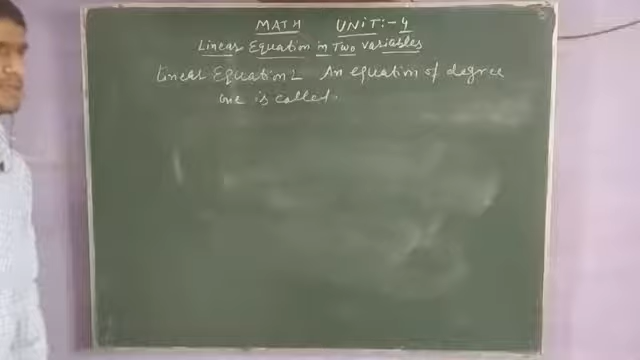 MATH UNIT:- 4
Linear Equation in Two variables
Linear Equation:- An equation of degree
one is called.